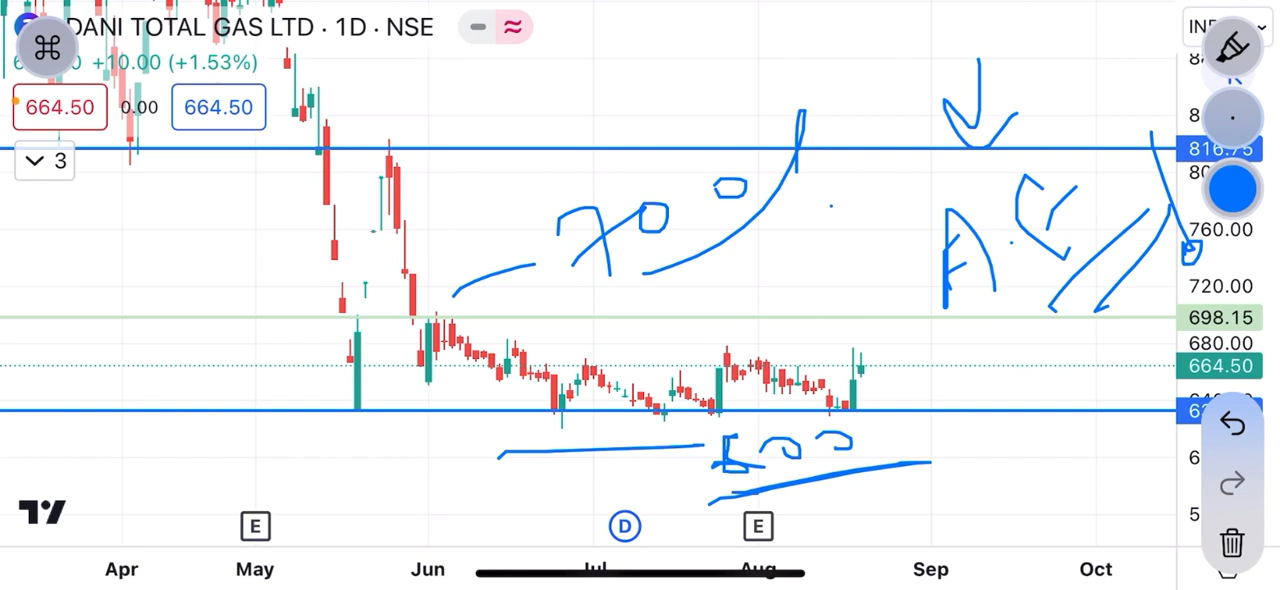 DANI TOTAL GAS LTD · 1D · NSE
+10.00 (+1.53%)
664.50 0.00 664.50
3
816.75
760.00
720.00
698.15
680.00
664.50
700
E D E
Apr May Jun Jul Aug Sep Oct